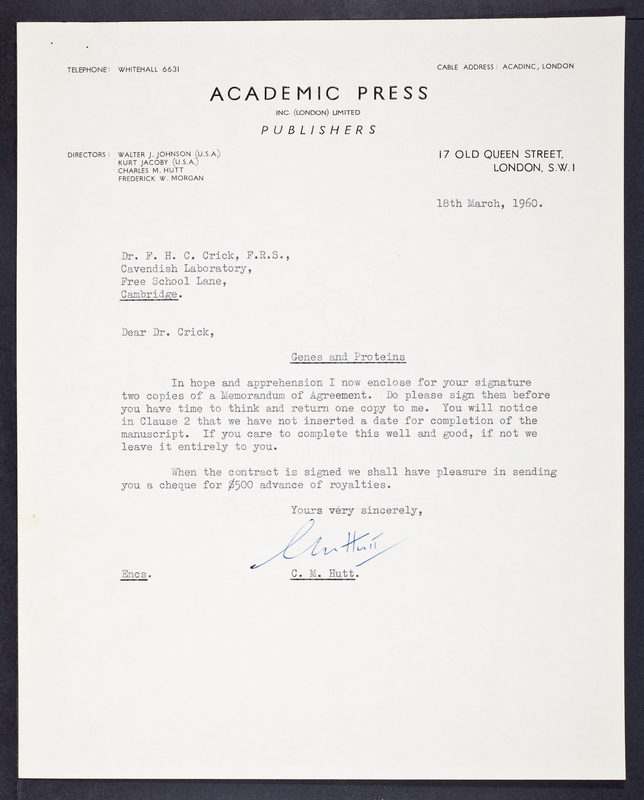 TELEPHONE: WHITEHALL 6631
CABLE ADDRESS: ACADINC, LONDON
ACADEMIC PRESS
INC. (LONDON) LIMITED
PUBLISHERS
DIRECTORS: WALTER J. JOHNSON (U.S.A.)
KURT JACOBY (U.S.A.)
CHARLES M. HUTT
FREDERICK W. MORGAN
17 OLD QUEEN STREET,
LONDON, S.W.1
18th March, 1960.
Dr. F. H. C. Crick, F.R.S.,
Cavendish Laboratory,
Free School Lane,
Cambridge.
Dear Dr. Crick,
Genes and Proteins
In hope and apprehension I now enclose for your signature
two copies of a Memorandum of Agreement. Do please sign them before
you have time to think and return one copy to me. You will notice
in Clause 2 that we have not inserted a date for completion of the
manuscript. If you care to complete this well and good, if not we
leave it entirely to you.
When the contract is signed we shall have pleasure in sending
you a cheque for $500 advance of royalties.
Yours very sincerely,
CM Hutt
Encs.
C. M. Hutt.